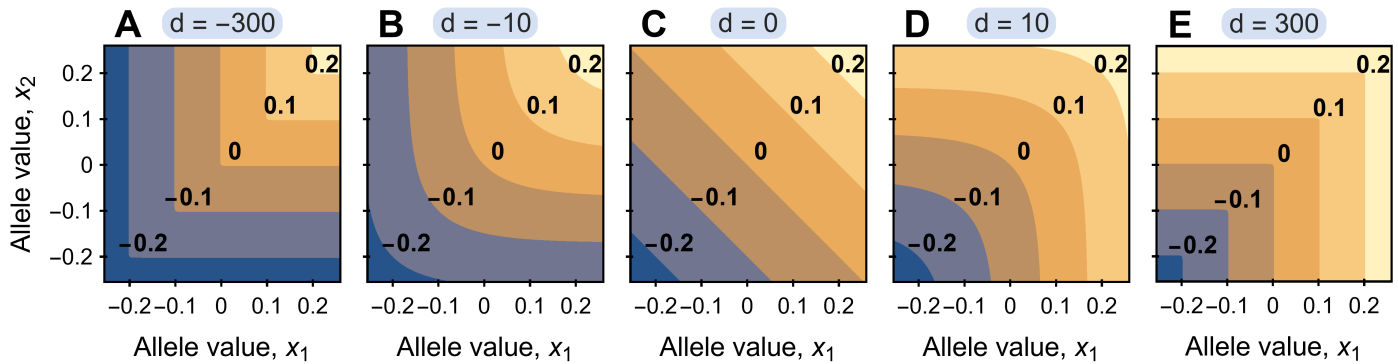 A d = −300 B d = −10 C d = 0 D d = 10 E d = 300
Allele value, x₂
0.2 0.2 0.2 0.2 0.2 0.2
0.1 0.1 0.1 0.1 0.1 0.1
0 0 0 0 0 0
−0.1 −0.1 −0.1 −0.1 −0.1 −0.1
−0.2 −0.2 −0.2 −0.2 −0.2 −0.2
−0.2 −0.1 0 0.1 0.2 −0.2 −0.1 0 0.1 0.2 −0.2 −0.1 0 0.1 0.2 −0.2 −0.1 0 0.1 0.2 −0.2 −0.1 0 0.1 0.2
Allele value, x₁ Allele value, x₁ Allele value, x₁ Allele value, x₁ Allele value, x₁